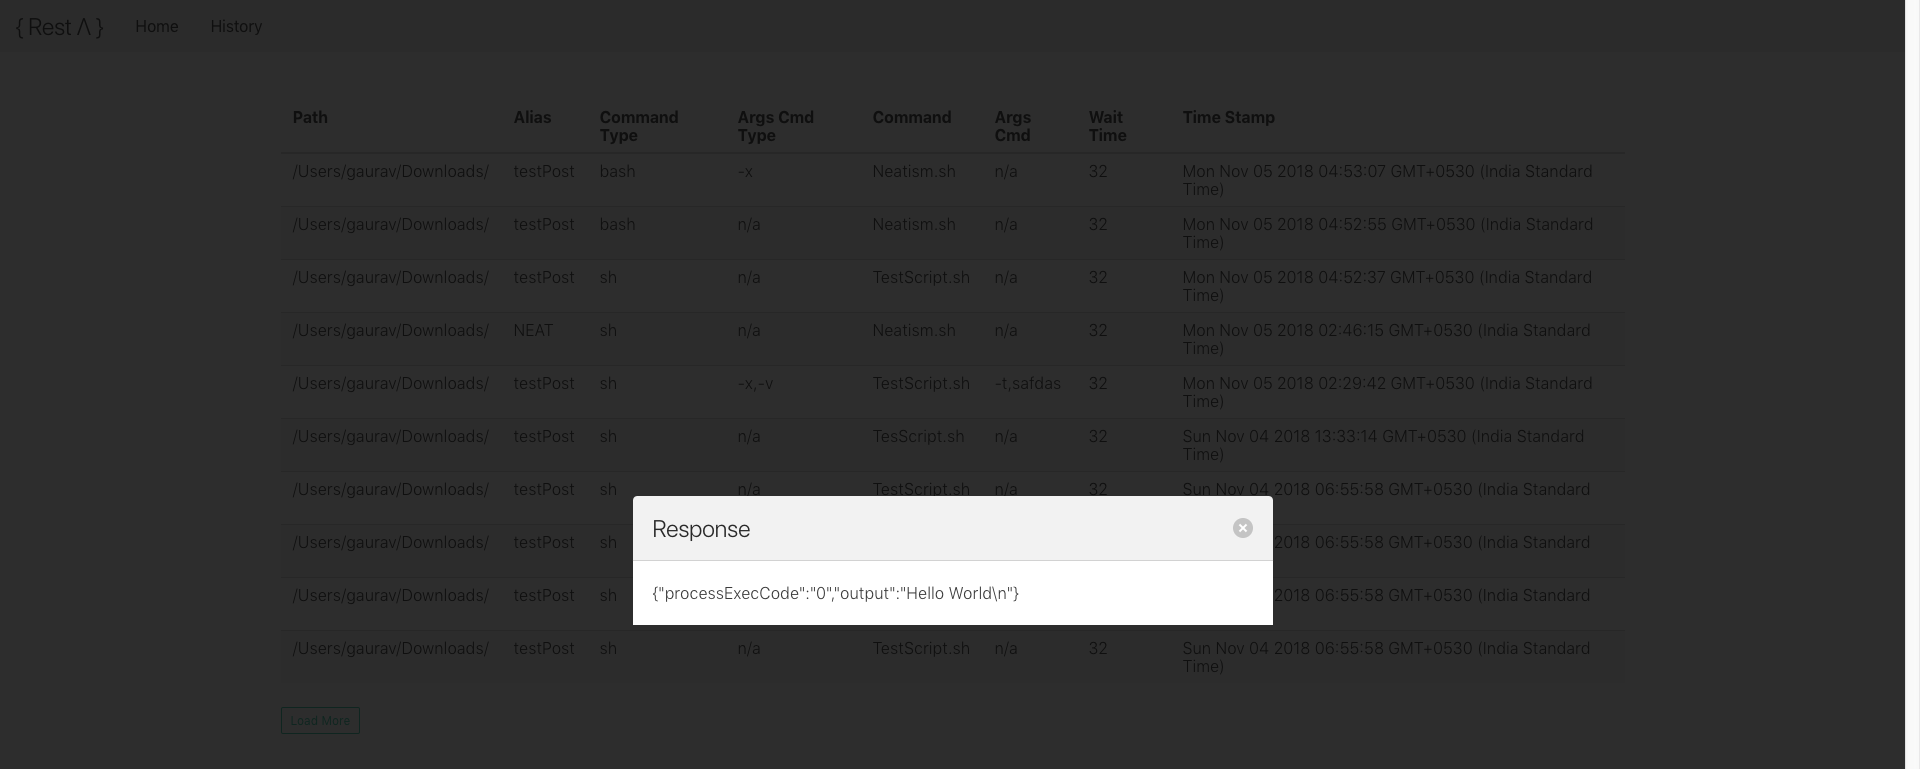 { Rest Λ } Home History
Path Alias Command Type Args Cmd Type Command Args Cmd Wait Time Time Stamp
/Users/gaurav/Downloads/ testPost bash -x Neatism.sh n/a 32 Mon Nov 05 2018 04:53:07 GMT+0530 (India Standard Time)
/Users/gaurav/Downloads/ testPost bash n/a Neatism.sh n/a 32 Mon Nov 05 2018 04:52:55 GMT+0530 (India Standard Time)
/Users/gaurav/Downloads/ testPost sh n/a TestScript.sh n/a 32 Mon Nov 05 2018 04:52:37 GMT+0530 (India Standard Time)
/Users/gaurav/Downloads/ NEAT sh n/a Neatism.sh n/a 32 Mon Nov 05 2018 02:46:15 GMT+0530 (India Standard Time)
/Users/gaurav/Downloads/ testPost sh -x,-v TestScript.sh -t,safdas 32 Mon Nov 05 2018 02:29:42 GMT+0530 (India Standard Time)
/Users/gaurav/Downloads/ testPost sh n/a TesScript.sh n/a 32 Sun Nov 04 2018 13:33:14 GMT+0530 (India Standard Time)
/Users/gaurav/Downloads/ testPost sh n/a TestScript.sh n/a 32 Sun Nov 04 2018 06:55:58 GMT+0530 (India Standard
Response
/Users/gaurav/Downloads/ testPost sh 2018 06:55:58 GMT+0530 (India Standard
{"processExecCode":"0","output":"Hello World\n"}
/Users/gaurav/Downloads/ testPost sh 2018 06:55:58 GMT+0530 (India Standard
/Users/gaurav/Downloads/ testPost sh n/a TestScript.sh n/a 32 Sun Nov 04 2018 06:55:58 GMT+0530 (India Standard Time)
Load More